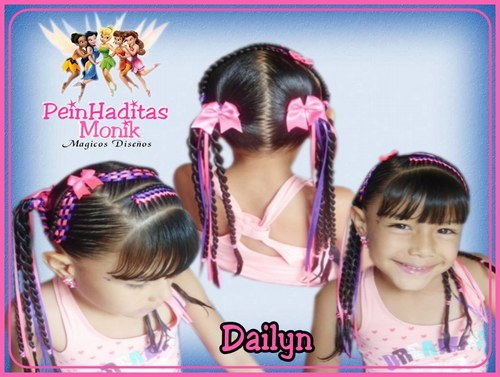 PeinHaditas
Monik
Magicos Diseños
Dailyn